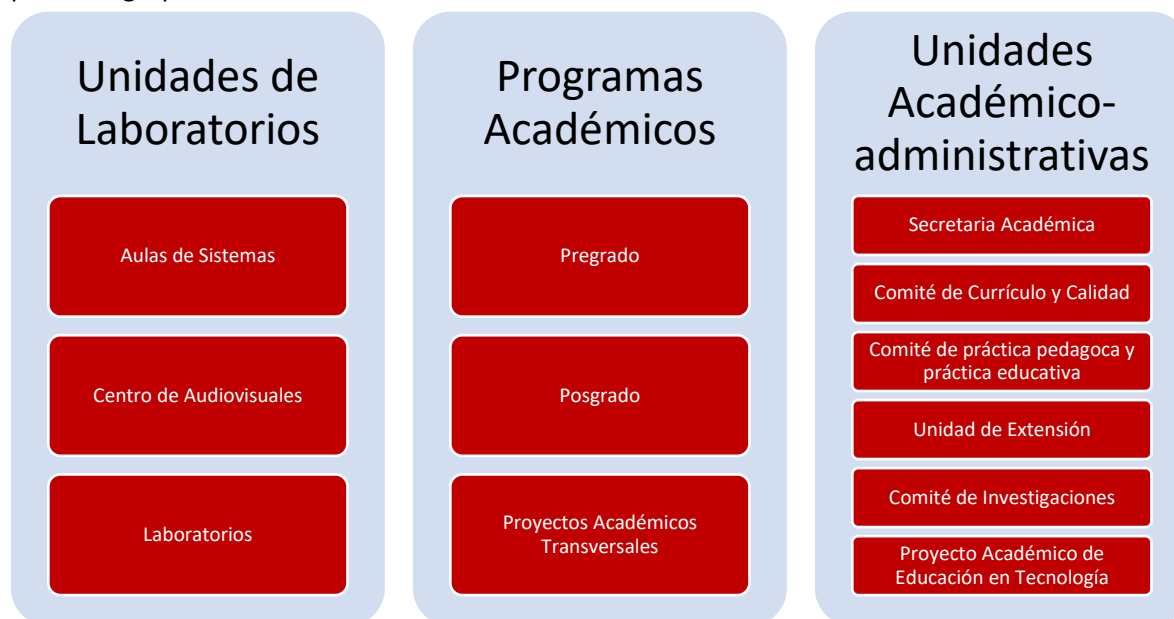 Unidades de
Laboratorios
Aulas de Sistemas
Centro de Audiovisuales
Laboratorios
Programas
Académicos
Pregrado
Posgrado
Proyectos Académicos
Transversales
Unidades
Académico-
administrativas
Secretaria Académica
Comité de Currículo y Calidad
Comité de práctica pedagoca y
práctica educativa
Unidad de Extensión
Comité de Investigaciones
Proyecto Académico de
Educación en Tecnología